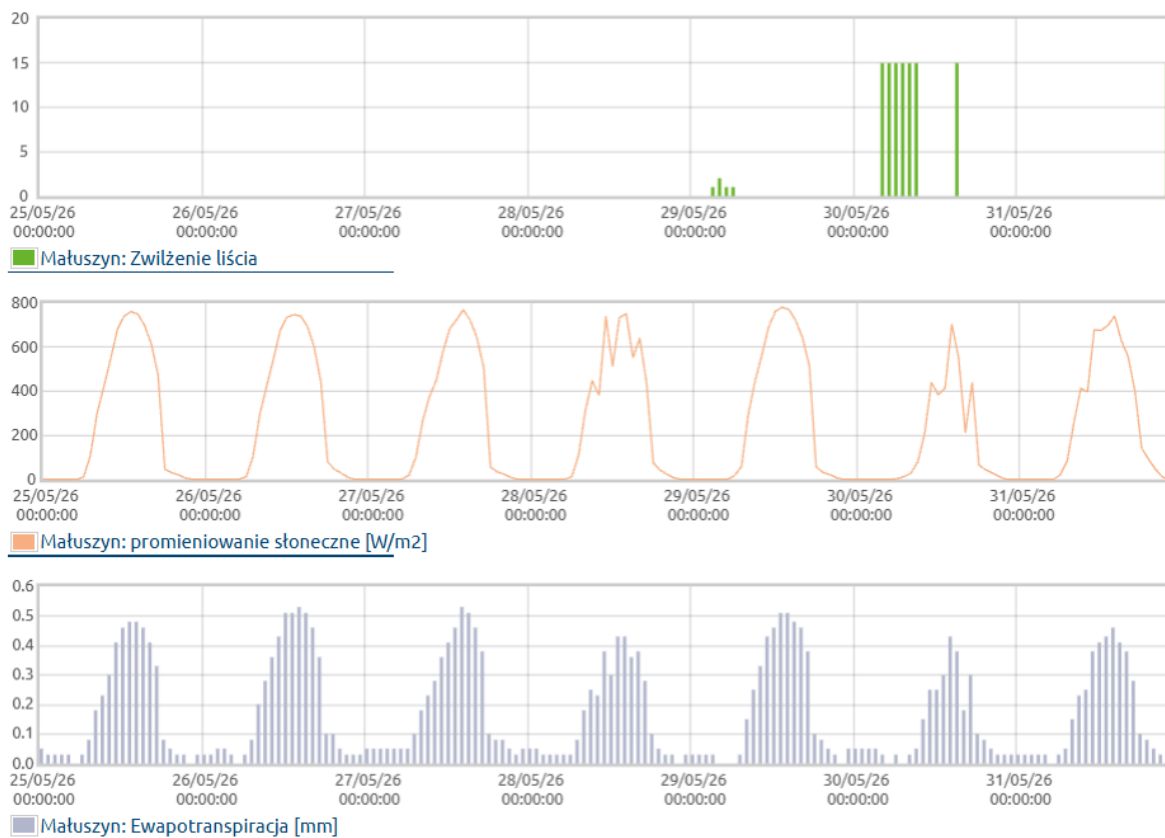 20
15
10
5
0
25/05/26 26/05/26 27/05/26 28/05/26 29/05/26 30/05/26 31/05/26
00:00:00 00:00:00 00:00:00 00:00:00 00:00:00 00:00:00 00:00:00
Małuszyn: Zwilżenie liścia
800
600
400
200
0
25/05/26 26/05/26 27/05/26 28/05/26 29/05/26 30/05/26 31/05/26
00:00:00 00:00:00 00:00:00 00:00:00 00:00:00 00:00:00 00:00:00
Małuszyn: promieniowanie słoneczne [W/m2]
0.6
0.5
0.4
0.3
0.2
0.1
0.0
25/05/26 26/05/26 27/05/26 28/05/26 29/05/26 30/05/26 31/05/26
00:00:00 00:00:00 00:00:00 00:00:00 00:00:00 00:00:00 00:00:00
Małuszyn: Ewapotranspiracja [mm]